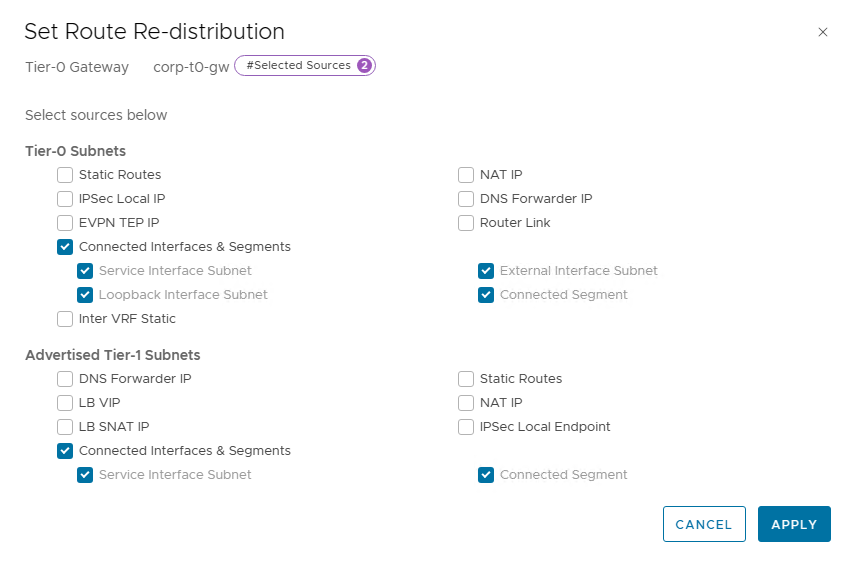 Set Route Re-distribution
Tier-0 Gateway corp-t0-gw #Selected Sources 2
Select sources below
Tier-0 Subnets
Static Routes NAT IP
IPSec Local IP DNS Forwarder IP
EVPN TEP IP Router Link
Connected Interfaces & Segments
Service Interface Subnet External Interface Subnet
Loopback Interface Subnet Connected Segment
Inter VRF Static
Advertised Tier-1 Subnets
DNS Forwarder IP Static Routes
LB VIP NAT IP
LB SNAT IP IPSec Local Endpoint
Connected Interfaces & Segments
Service Interface Subnet Connected Segment
CANCEL APPLY